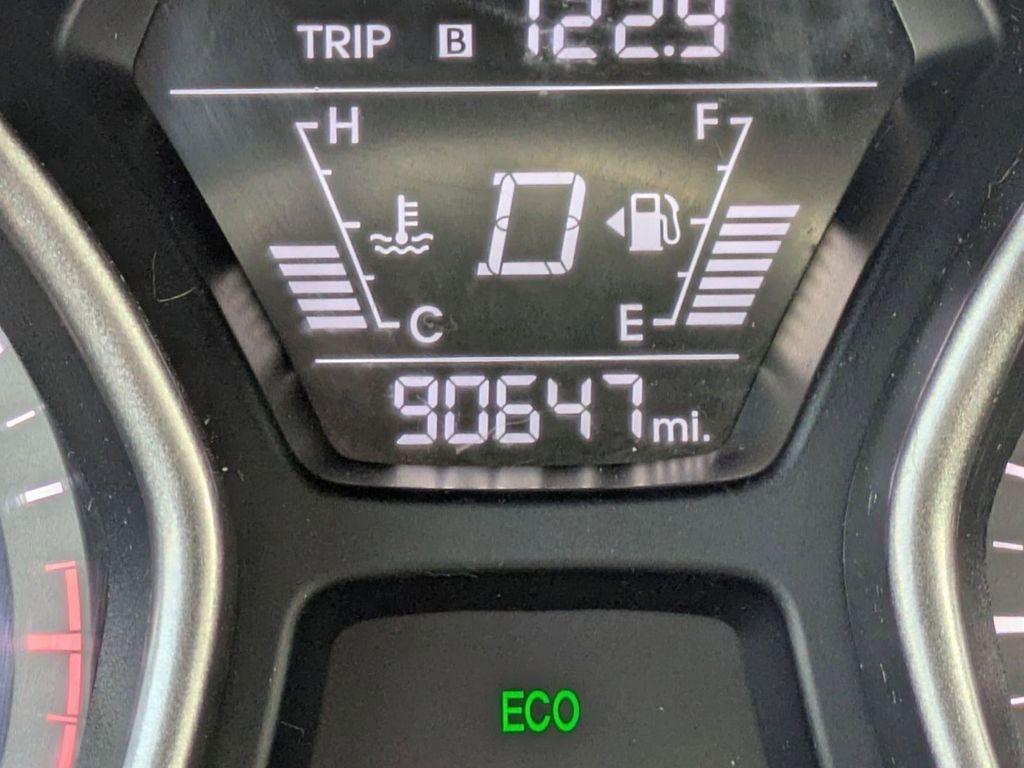 TRIP B 122.9
H F
D
C E
90647 mi.
ECO